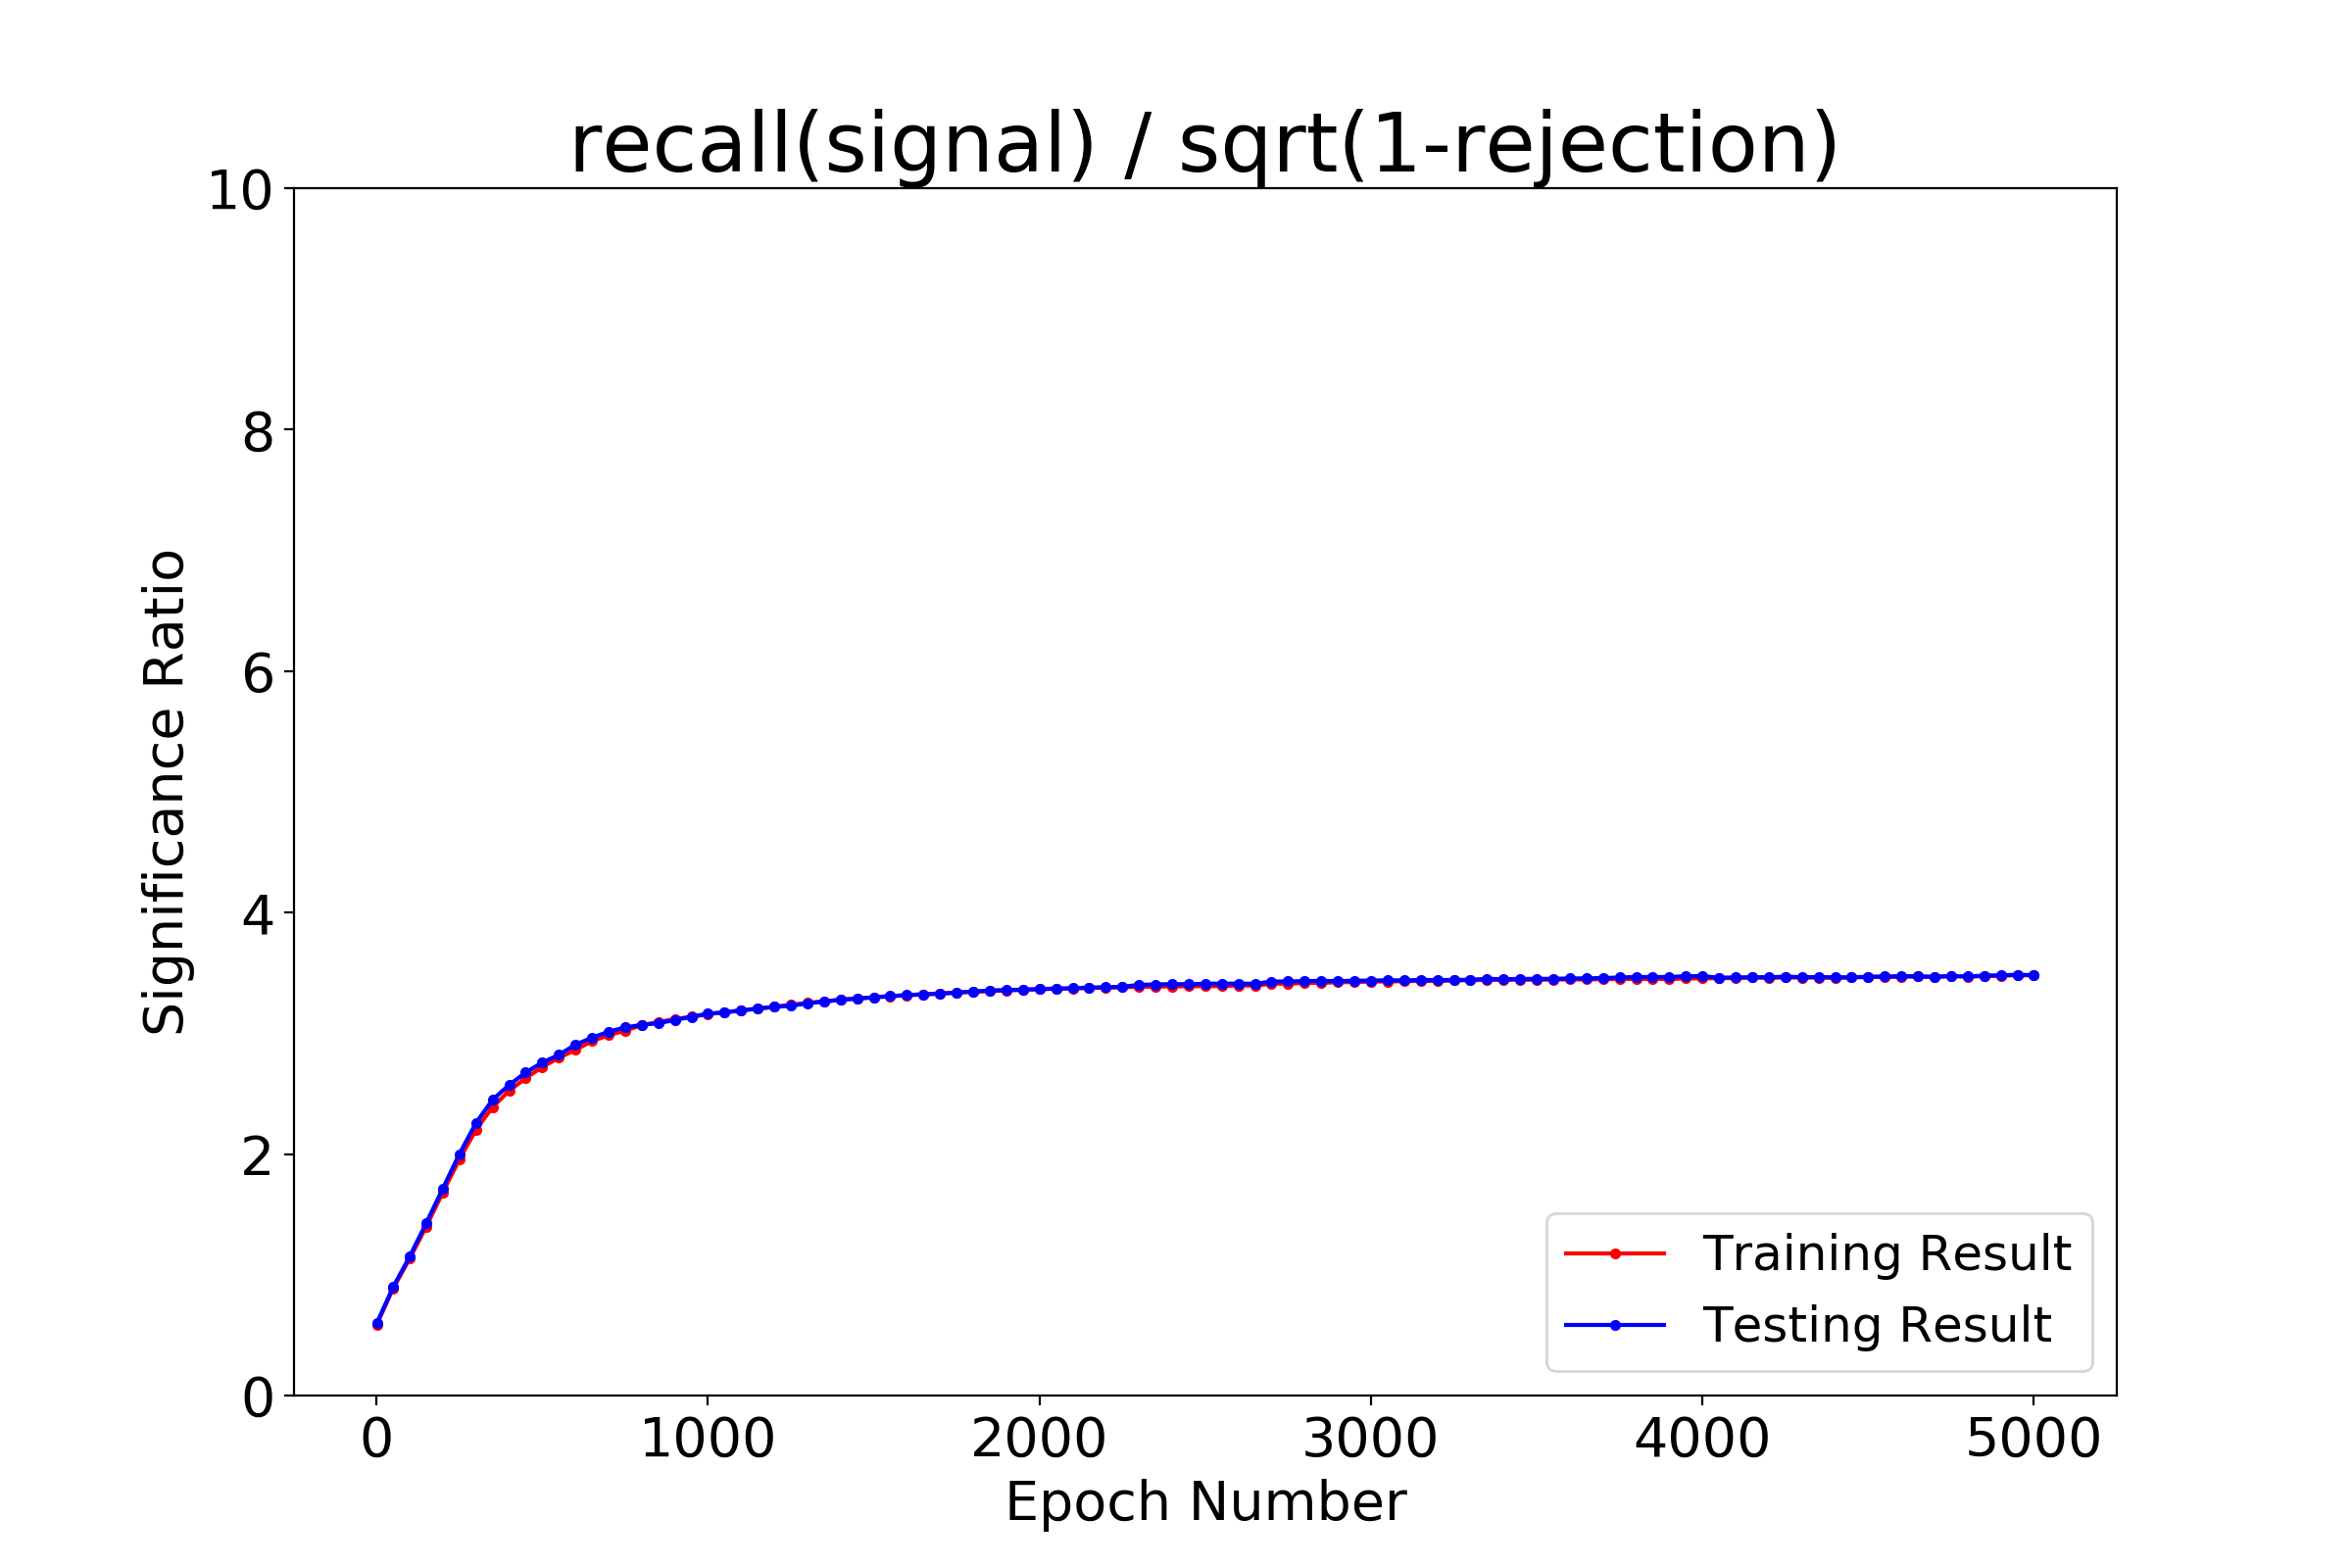 recall(signal) / sqrt(1-rejection)
10
8
6
4
2
0
Significance Ratio
0 1000 2000 3000 4000 5000
Epoch Number
Training Result
Testing Result